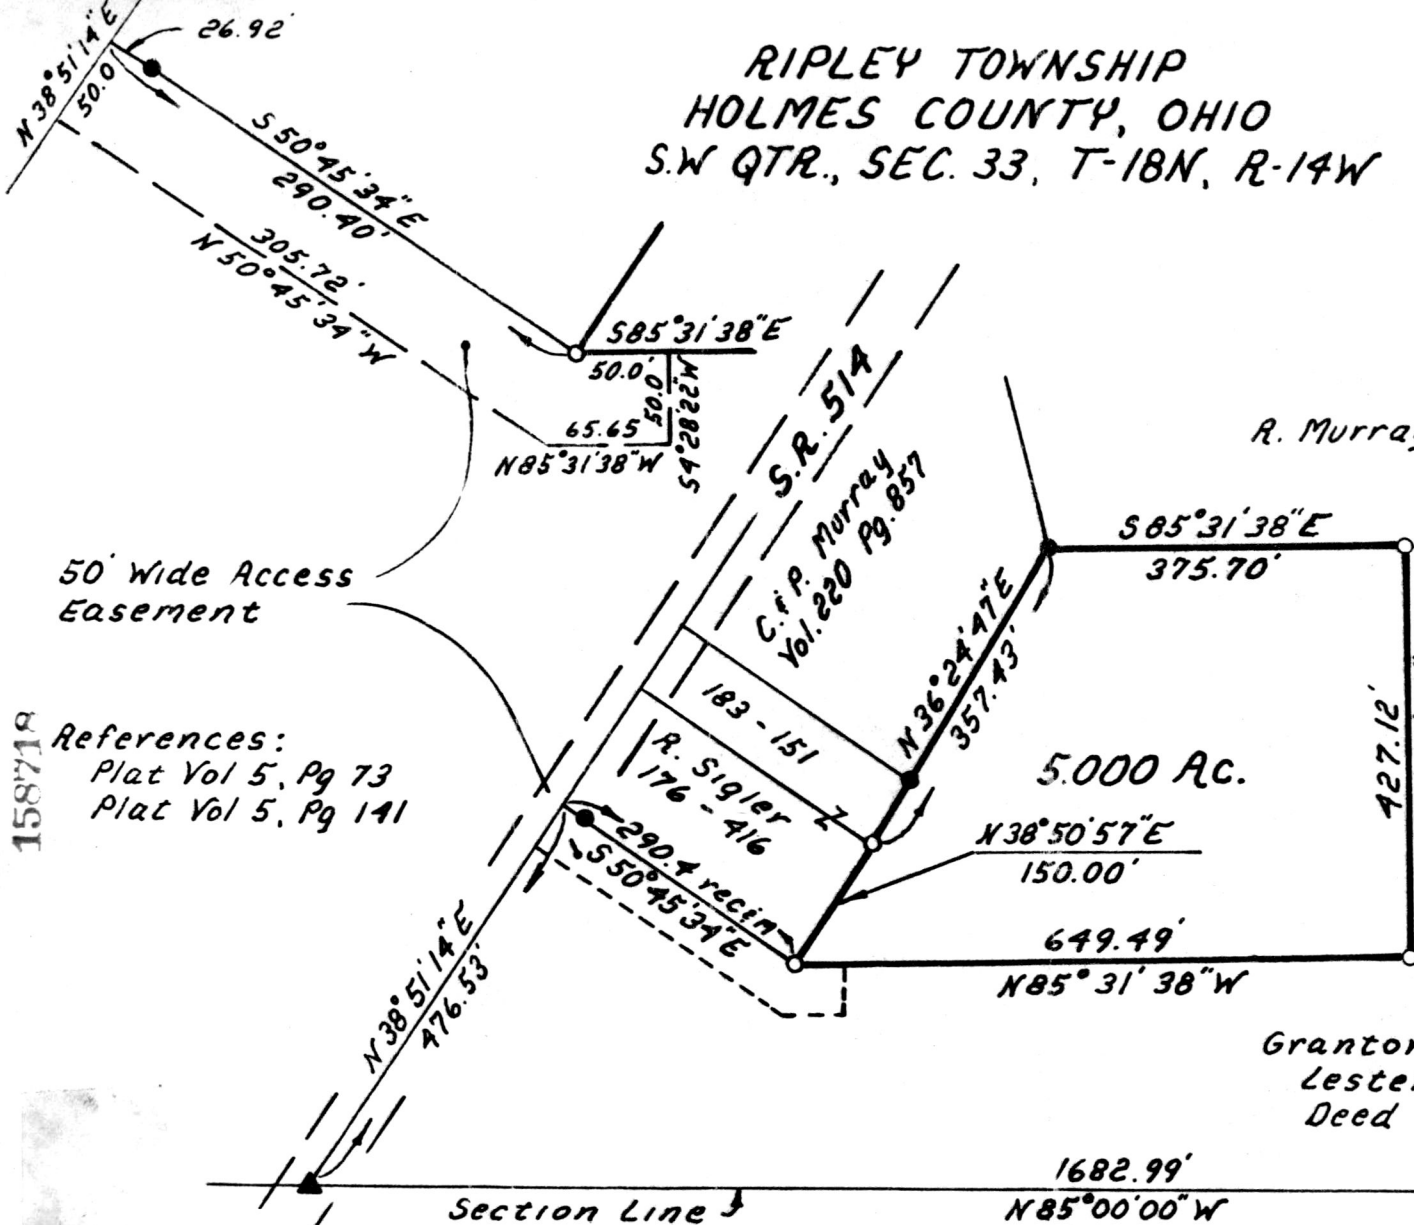 RIPLEY TOWNSHIP
HOLMES COUNTY, OHIO
S.W QTR., SEC. 33, T-18N, R-14W
26.92'
N 38°51'14"E
50.0
S 50°45'34"E
290.40'
305.72'
N 50°45'34"W
S85°31'38"E
50.0'
50.0
S4°28'22"W
65.65
N85°31'38"W
S.R. 514
C. & P. Murray
Vol. 220 Pg. 857
R. Murray
S85°31'38"E
375.70'
50' Wide Access
Easement
N 36°24'47"E
357.43'
183-151
R. Sigler
176-416
5.000 Ac.
427.12'
References:
Plat Vol 5, Pg 73
Plat Vol 5, Pg 141
158718
N38°50'57"E
150.00'
290.4 recim
S50°45'34"E
649.49'
N85°31'38"W
N38°51'14"E
476.53'
Grantor
Leste
Deed
1682.99'
N85°00'00"W
Section Line